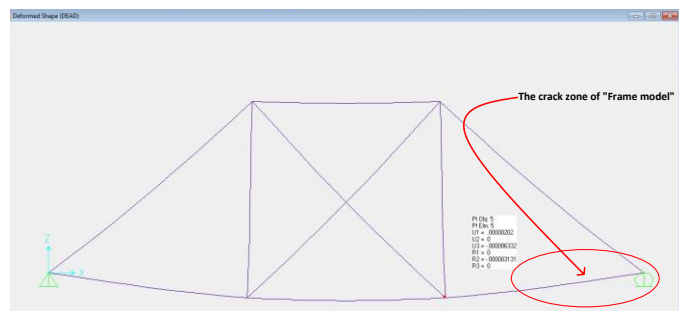 Deformed Shape (DEAD)
The crack zone of "Frame model"
Pt Obj: 5
Pt Elm: 5
U1 = .00000202
U2 = 0
U3 = -.00006332
R1 = 0
R2 = -.00003131
R3 = 0
Z
X